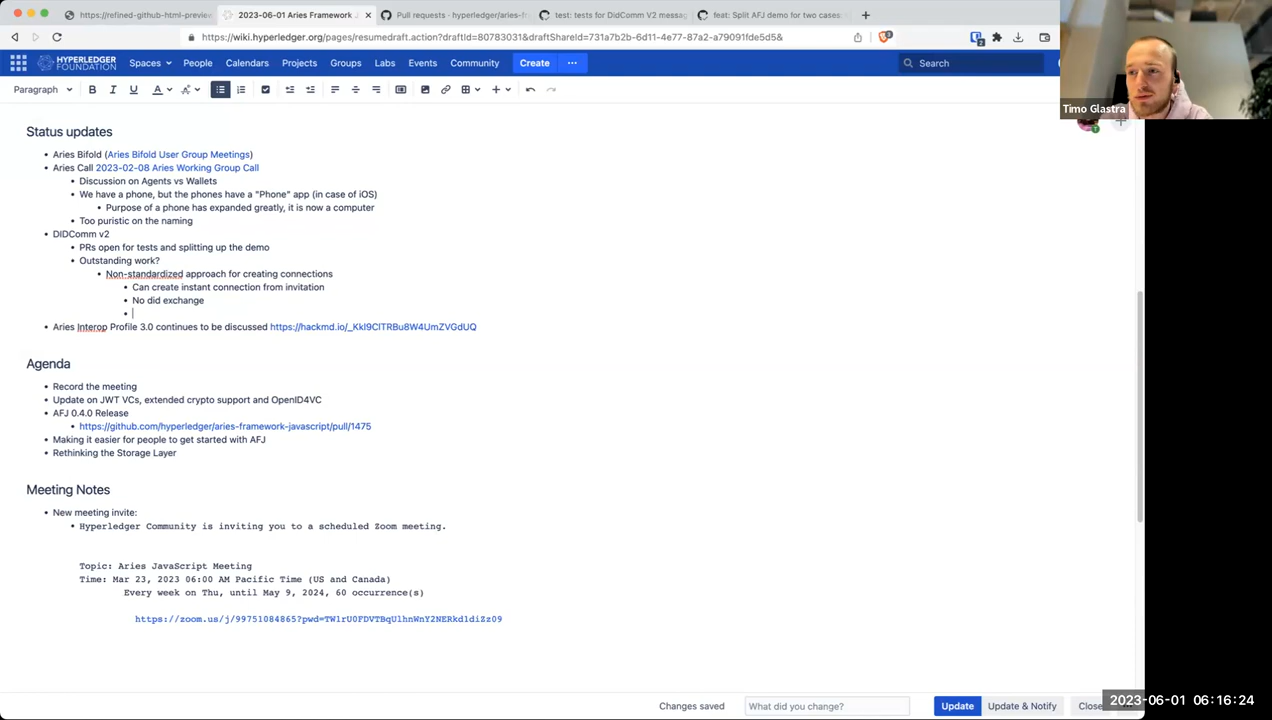 https://refined-github-html-preview
2023-06-01 Aries Framework J
Pull requests · hyperledger/aries-fr
test: tests for DidComm V2 messag
feat: Split AFJ demo for two cases:
https://wiki.hyperledger.org/pages/resumedraft.action?draftId=80783031&draftShareId=731a7b2b-6d11-4e77-87a2-a79091fde5d5&
HYPERLEDGER FOUNDATION
Spaces
People
Calendars
Projects
Groups
Labs
Events
Community
Create
Search
Timo Glastra
Paragraph
B I U A
Status updates
Aries Bifold (Aries Bifold User Group Meetings)
Aries Call 2023-02-08 Aries Working Group Call
Discussion on Agents vs Wallets
We have a phone, but the phones have a "Phone" app (in case of iOS)
Purpose of a phone has expanded greatly, it is now a computer
Too puristic on the naming
DIDComm v2
PRs open for tests and splitting up the demo
Outstanding work?
Non-standardized approach for creating connections
Can create instant connection from invitation
No did exchange
Aries Interop Profile 3.0 continues to be discussed https://hackmd.io/_KkI9ClTRBu8W4UmZVGdUQ
Agenda
Record the meeting
Update on JWT VCs, extended crypto support and OpenID4VC
AFJ 0.4.0 Release
https://github.com/hyperledger/aries-framework-javascript/pull/1475
Making it easier for people to get started with AFJ
Rethinking the Storage Layer
Meeting Notes
New meeting invite:
Hyperledger Community is inviting you to a scheduled Zoom meeting.
Topic: Aries JavaScript Meeting
Time: Mar 23, 2023 06:00 AM Pacific Time (US and Canada)
Every week on Thu, until May 9, 2024, 60 occurrence(s)
https://zoom.us/j/99751084865?pwd=TW1rU0FDVTBqUlhnWnY2NERkd1diZz09
Changes saved
What did you change?
Update
Update & Notify
Close
2023-06-01 06:16:24